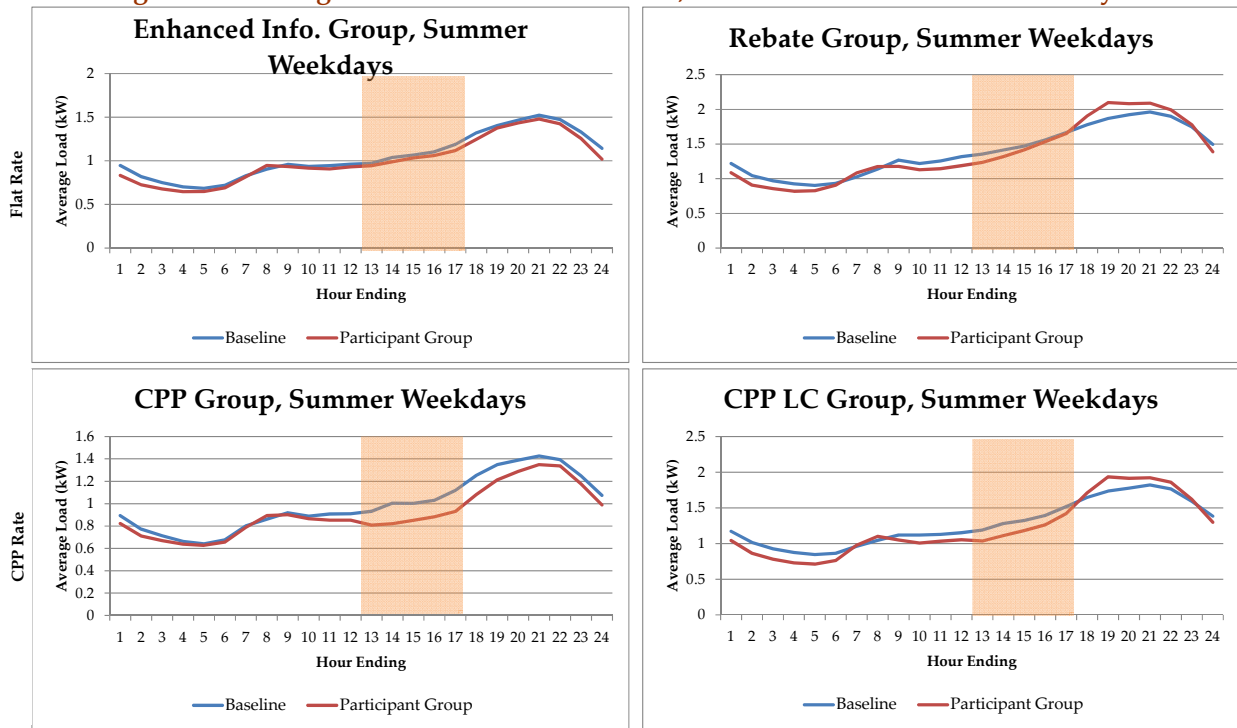 Enhanced Info. Group, Summer
Weekdays
Flat Rate
Average Load (kW)
2
1.5
1
0.5
0
1 2 3 4 5 6 7 8 9 10 11 12 13 14 15 16 17 18 19 20 21 22 23 24
Hour Ending
Baseline Participant Group
Rebate Group, Summer Weekdays
Average Load (kW)
2.5
2
1.5
1
0.5
0
1 2 3 4 5 6 7 8 9 10 11 12 13 14 15 16 17 18 19 20 21 22 23 24
Hour Ending
Baseline Participant Group
CPP Group, Summer Weekdays
CPP Rate
Average Load (kW)
1.6
1.4
1.2
1
0.8
0.6
0.4
0.2
0
1 2 3 4 5 6 7 8 9 10 11 12 13 14 15 16 17 18 19 20 21 22 23 24
Hour Ending
Baseline Participant Group
CPP LC Group, Summer Weekdays
Average Load (kW)
2.5
2
1.5
1
0.5
0
1 2 3 4 5 6 7 8 9 10 11 12 13 14 15 16 17 18 19 20 21 22 23 24
Hour Ending
Baseline Participant Group